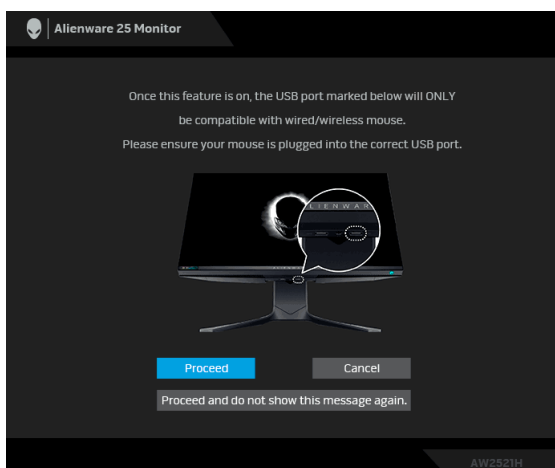 Alienware 25 Monitor
Once this feature is on, the USB port marked below will ONLY
be compatible with wired/wireless mouse.
Please ensure your mouse is plugged into the correct USB port.
LIENWAR
Proceed
Cancel
Proceed and do not show this message again.
AW2521H